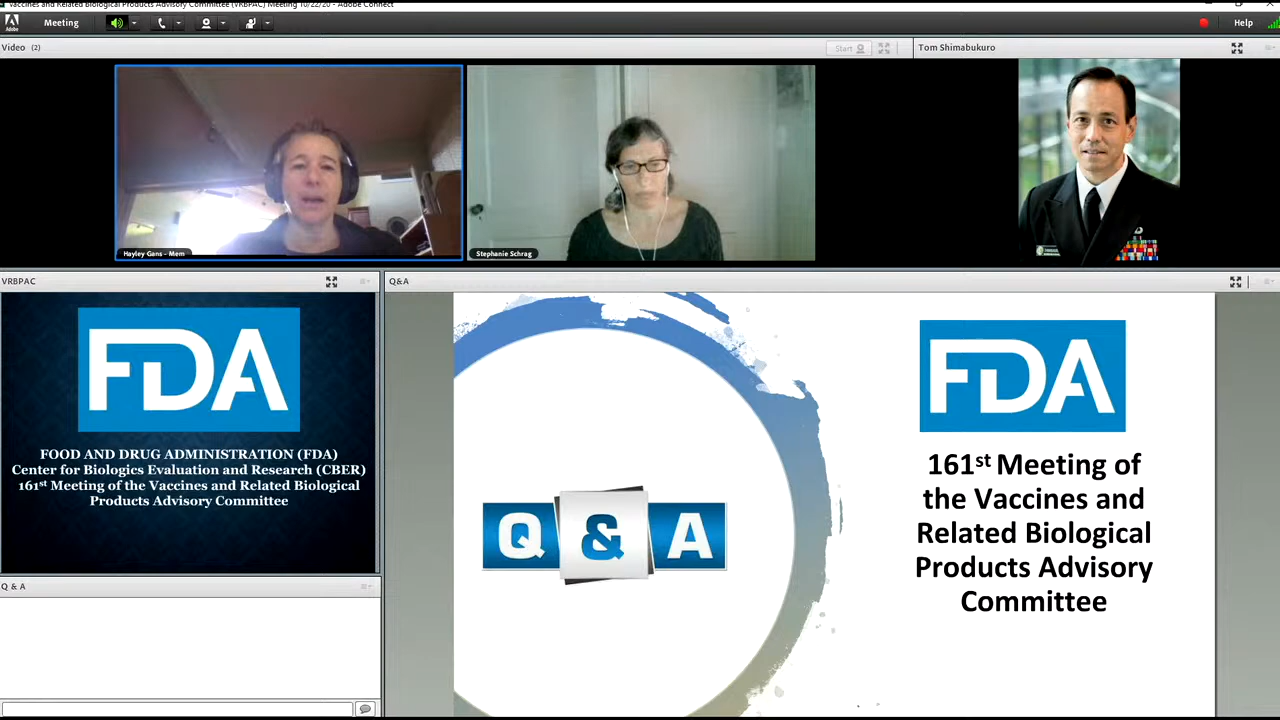 Vaccines and Related Biological Products Advisory Committee (VRBPAC) Meeting 10/22/20 - Adobe Connect
Meeting
Help
Video (2)
Start
Tom Shimabukuro
Hayley Gans - Mem
Stephanie Schrag
VRBPAC
Q&A
FDA
FOOD AND DRUG ADMINISTRATION (FDA)
Center for Biologics Evaluation and Research (CBER)
161st Meeting of the Vaccines and Related Biological
Products Advisory Committee
Q & A
Q & A
FDA
161st Meeting of
the Vaccines and
Related Biological
Products Advisory
Committee